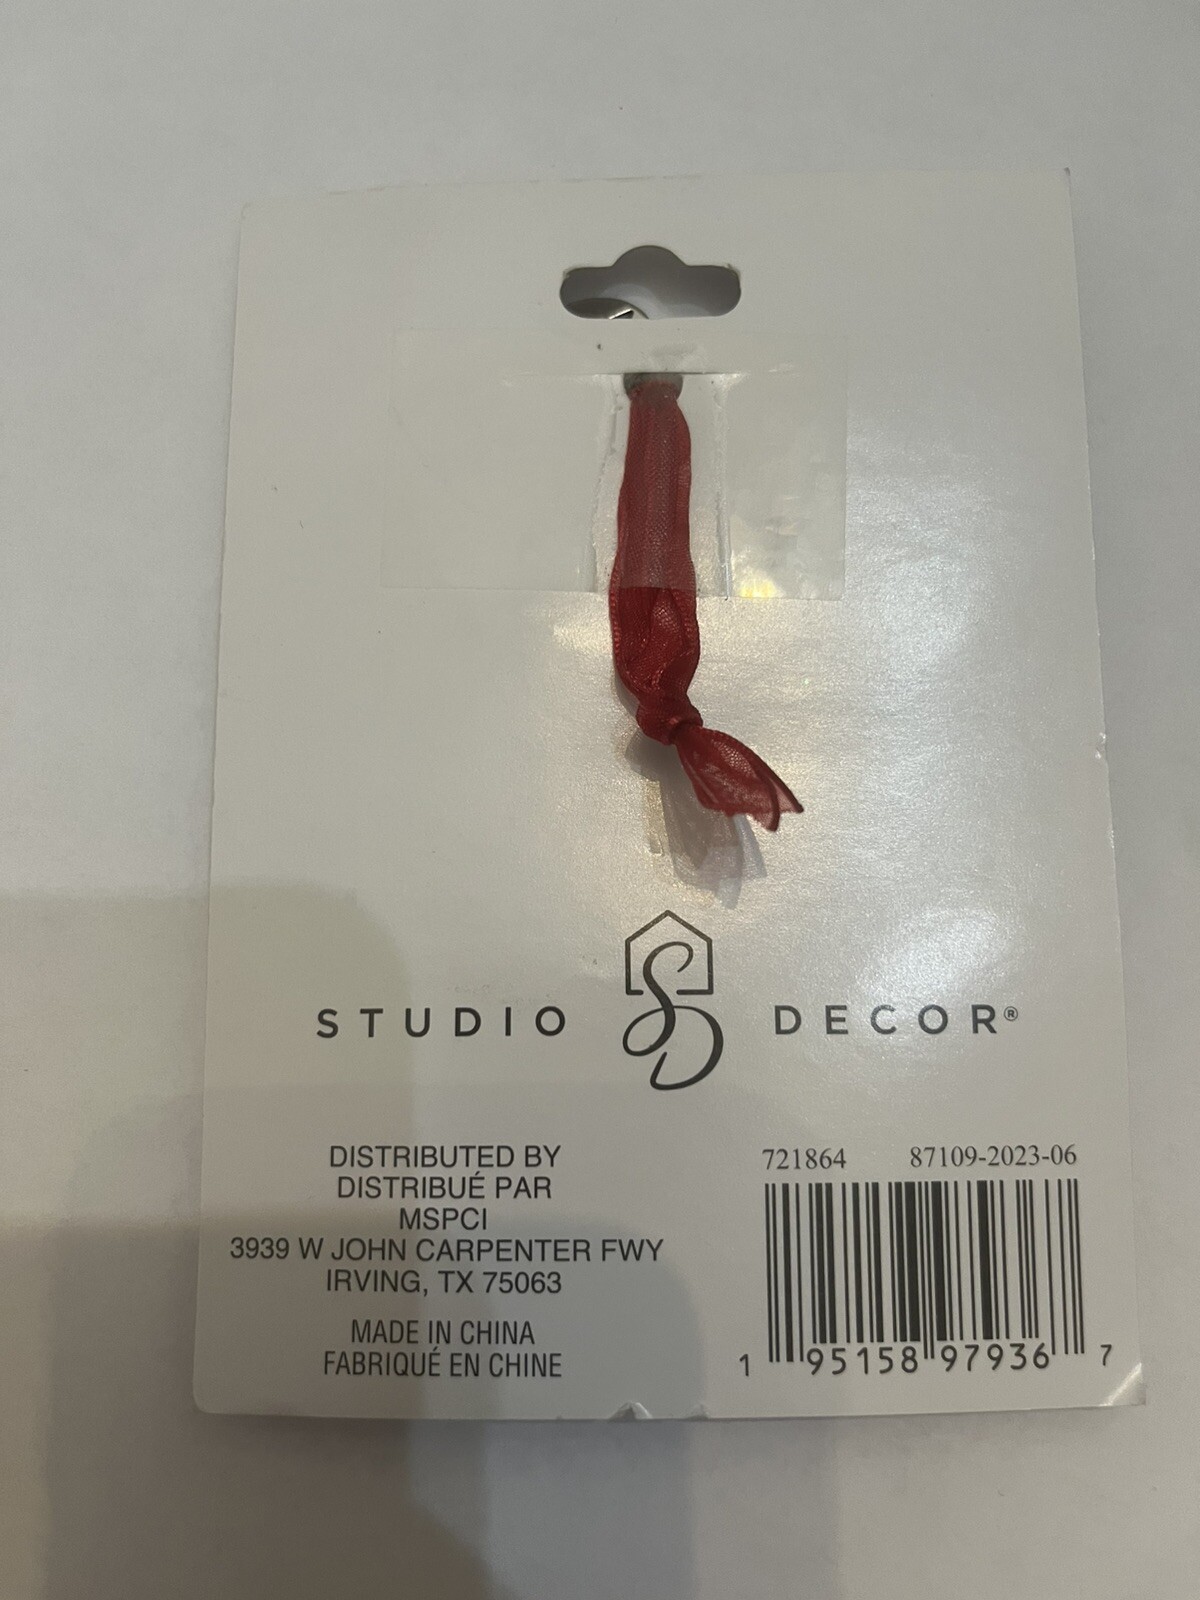 STUDIO SD DECOR®
DISTRIBUTED BY
DISTRIBUÉ PAR
MSPCI
3939 W JOHN CARPENTER FWY
IRVING, TX 75063
MADE IN CHINA
FABRIQUÉ EN CHINE
721864 87109-2023-06
1 95158 97936 7